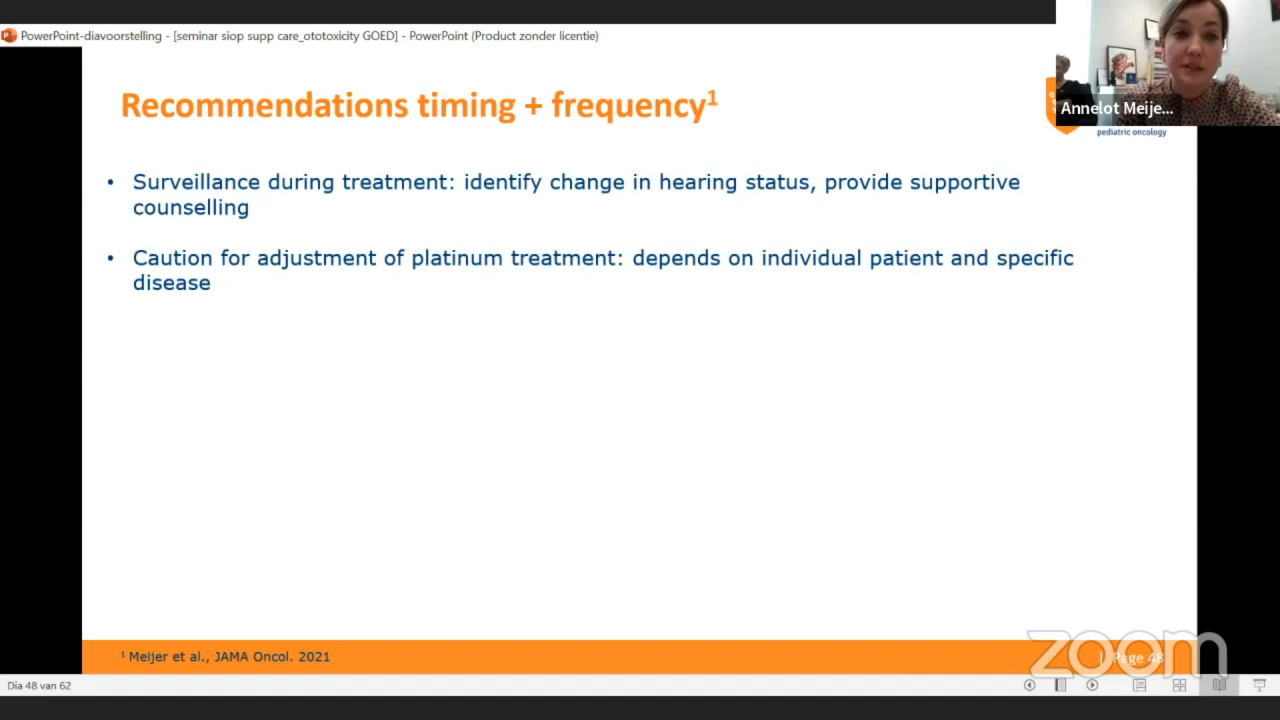 PowerPoint-diavoorstelling - [seminar siop supp care_ototoxicity GOED] - PowerPoint (Product zonder licentie)
Annelot Meije...
pediatric oncology
Recommendations timing + frequency¹
• Surveillance during treatment: identify change in hearing status, provide supportive
counselling
• Caution for adjustment of platinum treatment: depends on individual patient and specific
disease
¹ Meijer et al., JAMA Oncol. 2021
| Page 48
zoom
Dia 48 van 62